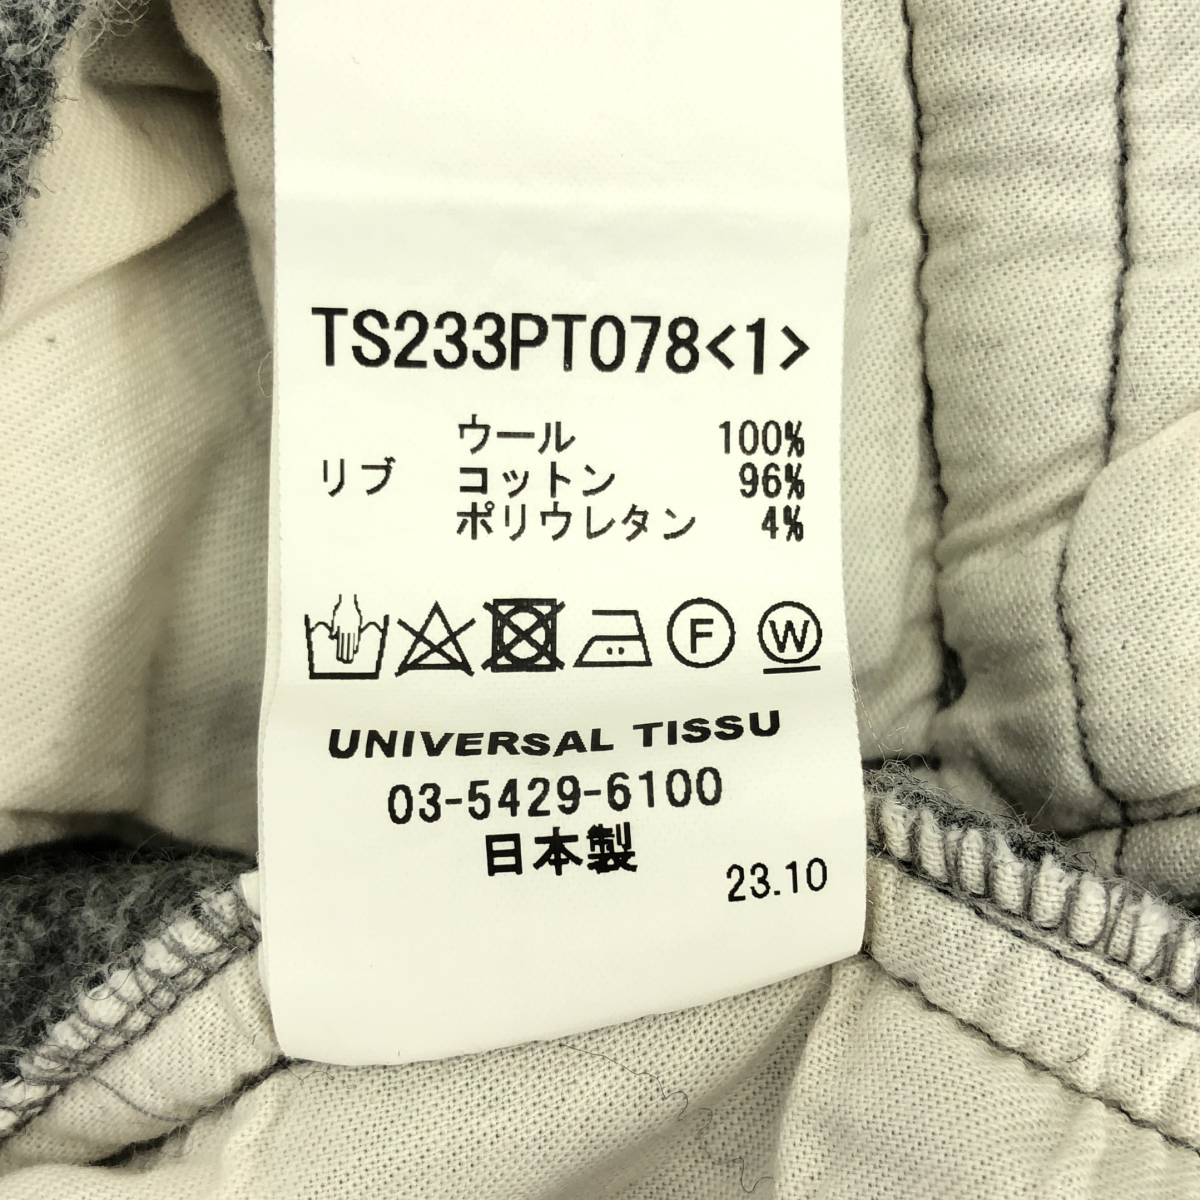 TS233PT078<1>
ウール 100%
リブ コットン 96%
ポリウレタン 4%
F W
UNIVERSAL TISSU
03-5429-6100
日本製
23.10